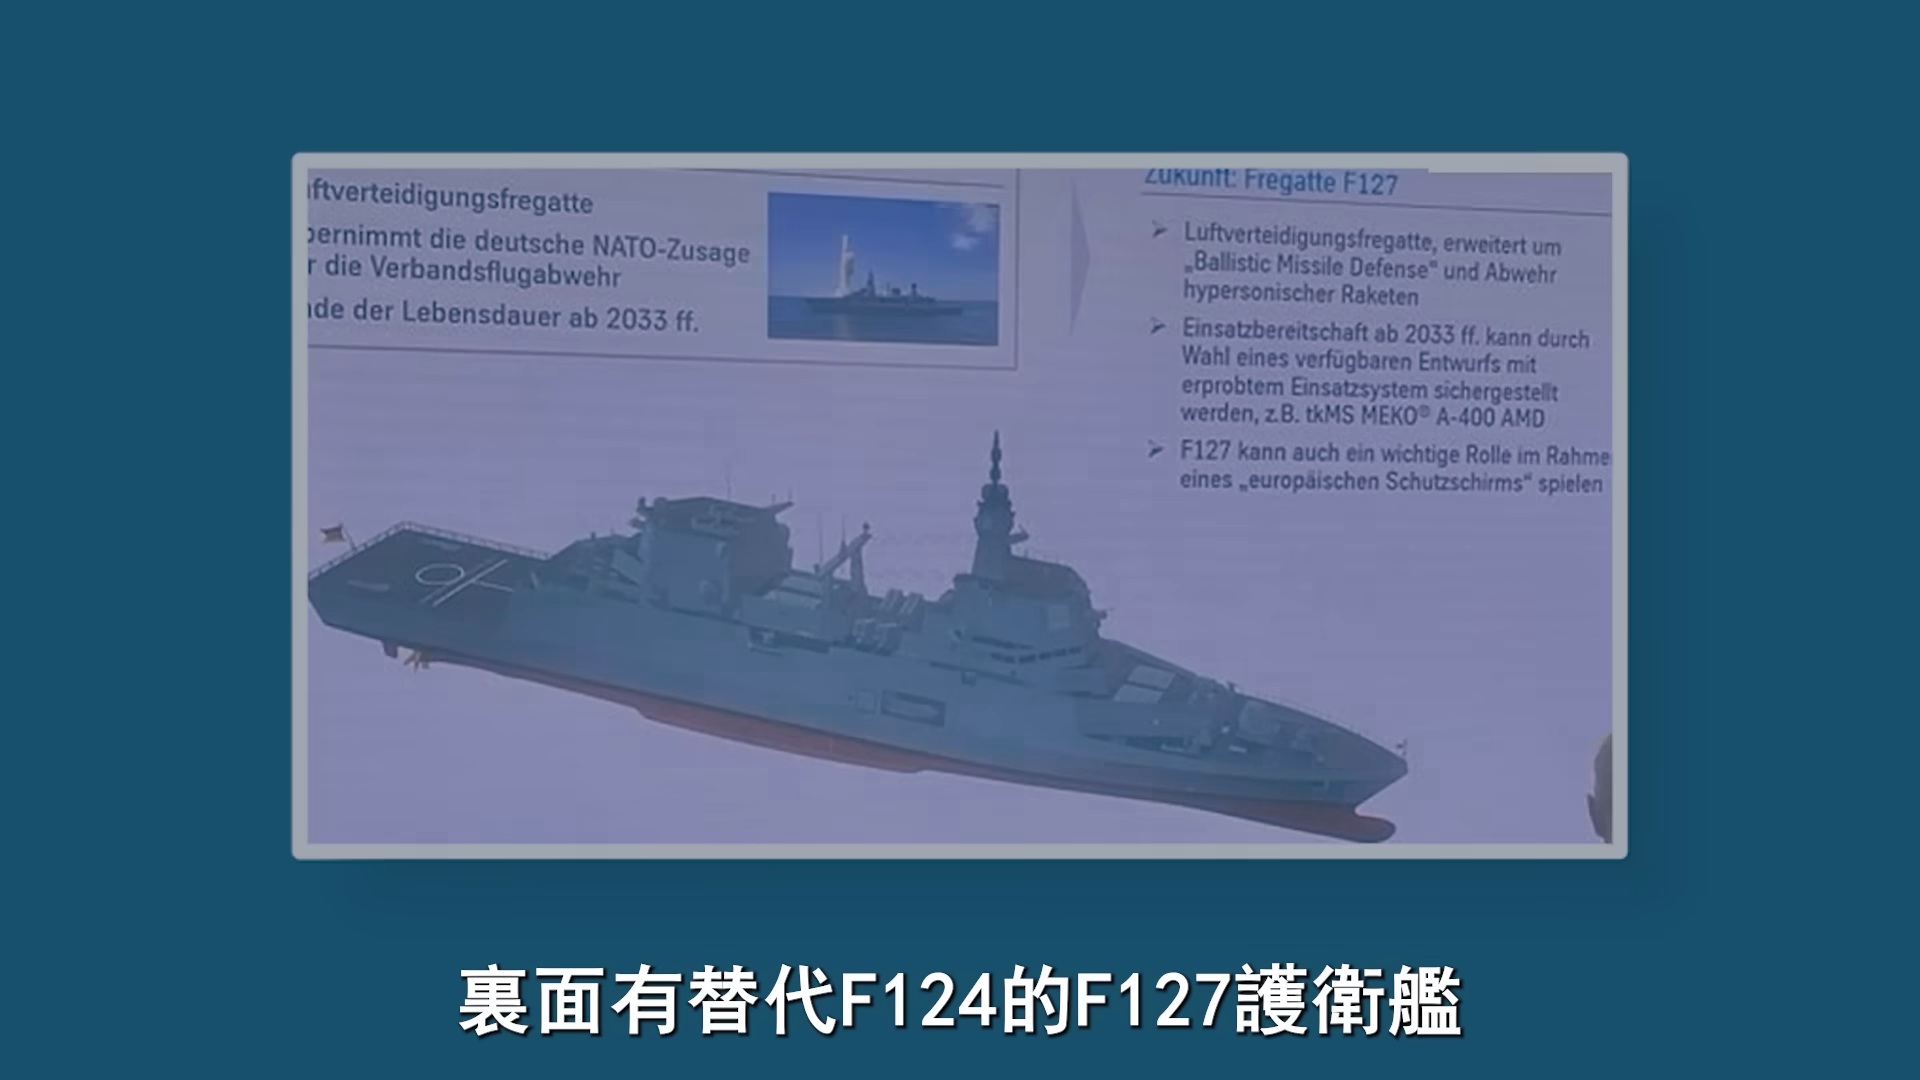 ftverteidigungsfregatte
bernimmt die deutsche NATO-Zusage
r die Verbandsflugabwehr
nde der Lebensdauer ab 2033 ff.
Zukunft: Fregatte F127
➢ Luftverteidigungsfregatte, erweitert um
„Ballistic Missile Defense“ und Abwehr
hypersonischer Raketen
➢ Einsatzbereitschaft ab 2033 ff. kann durch
Wahl eines verfügbaren Entwurfs mit
erprobtem Einsatzsystem sichergestellt
werden, z.B. tkMS MEKO® A-400 AMD
➢ F127 kann auch ein wichtige Rolle im Rahme
eines „europäischen Schutzschirms“ spielen
裏面有替代F124的F127護衛艦